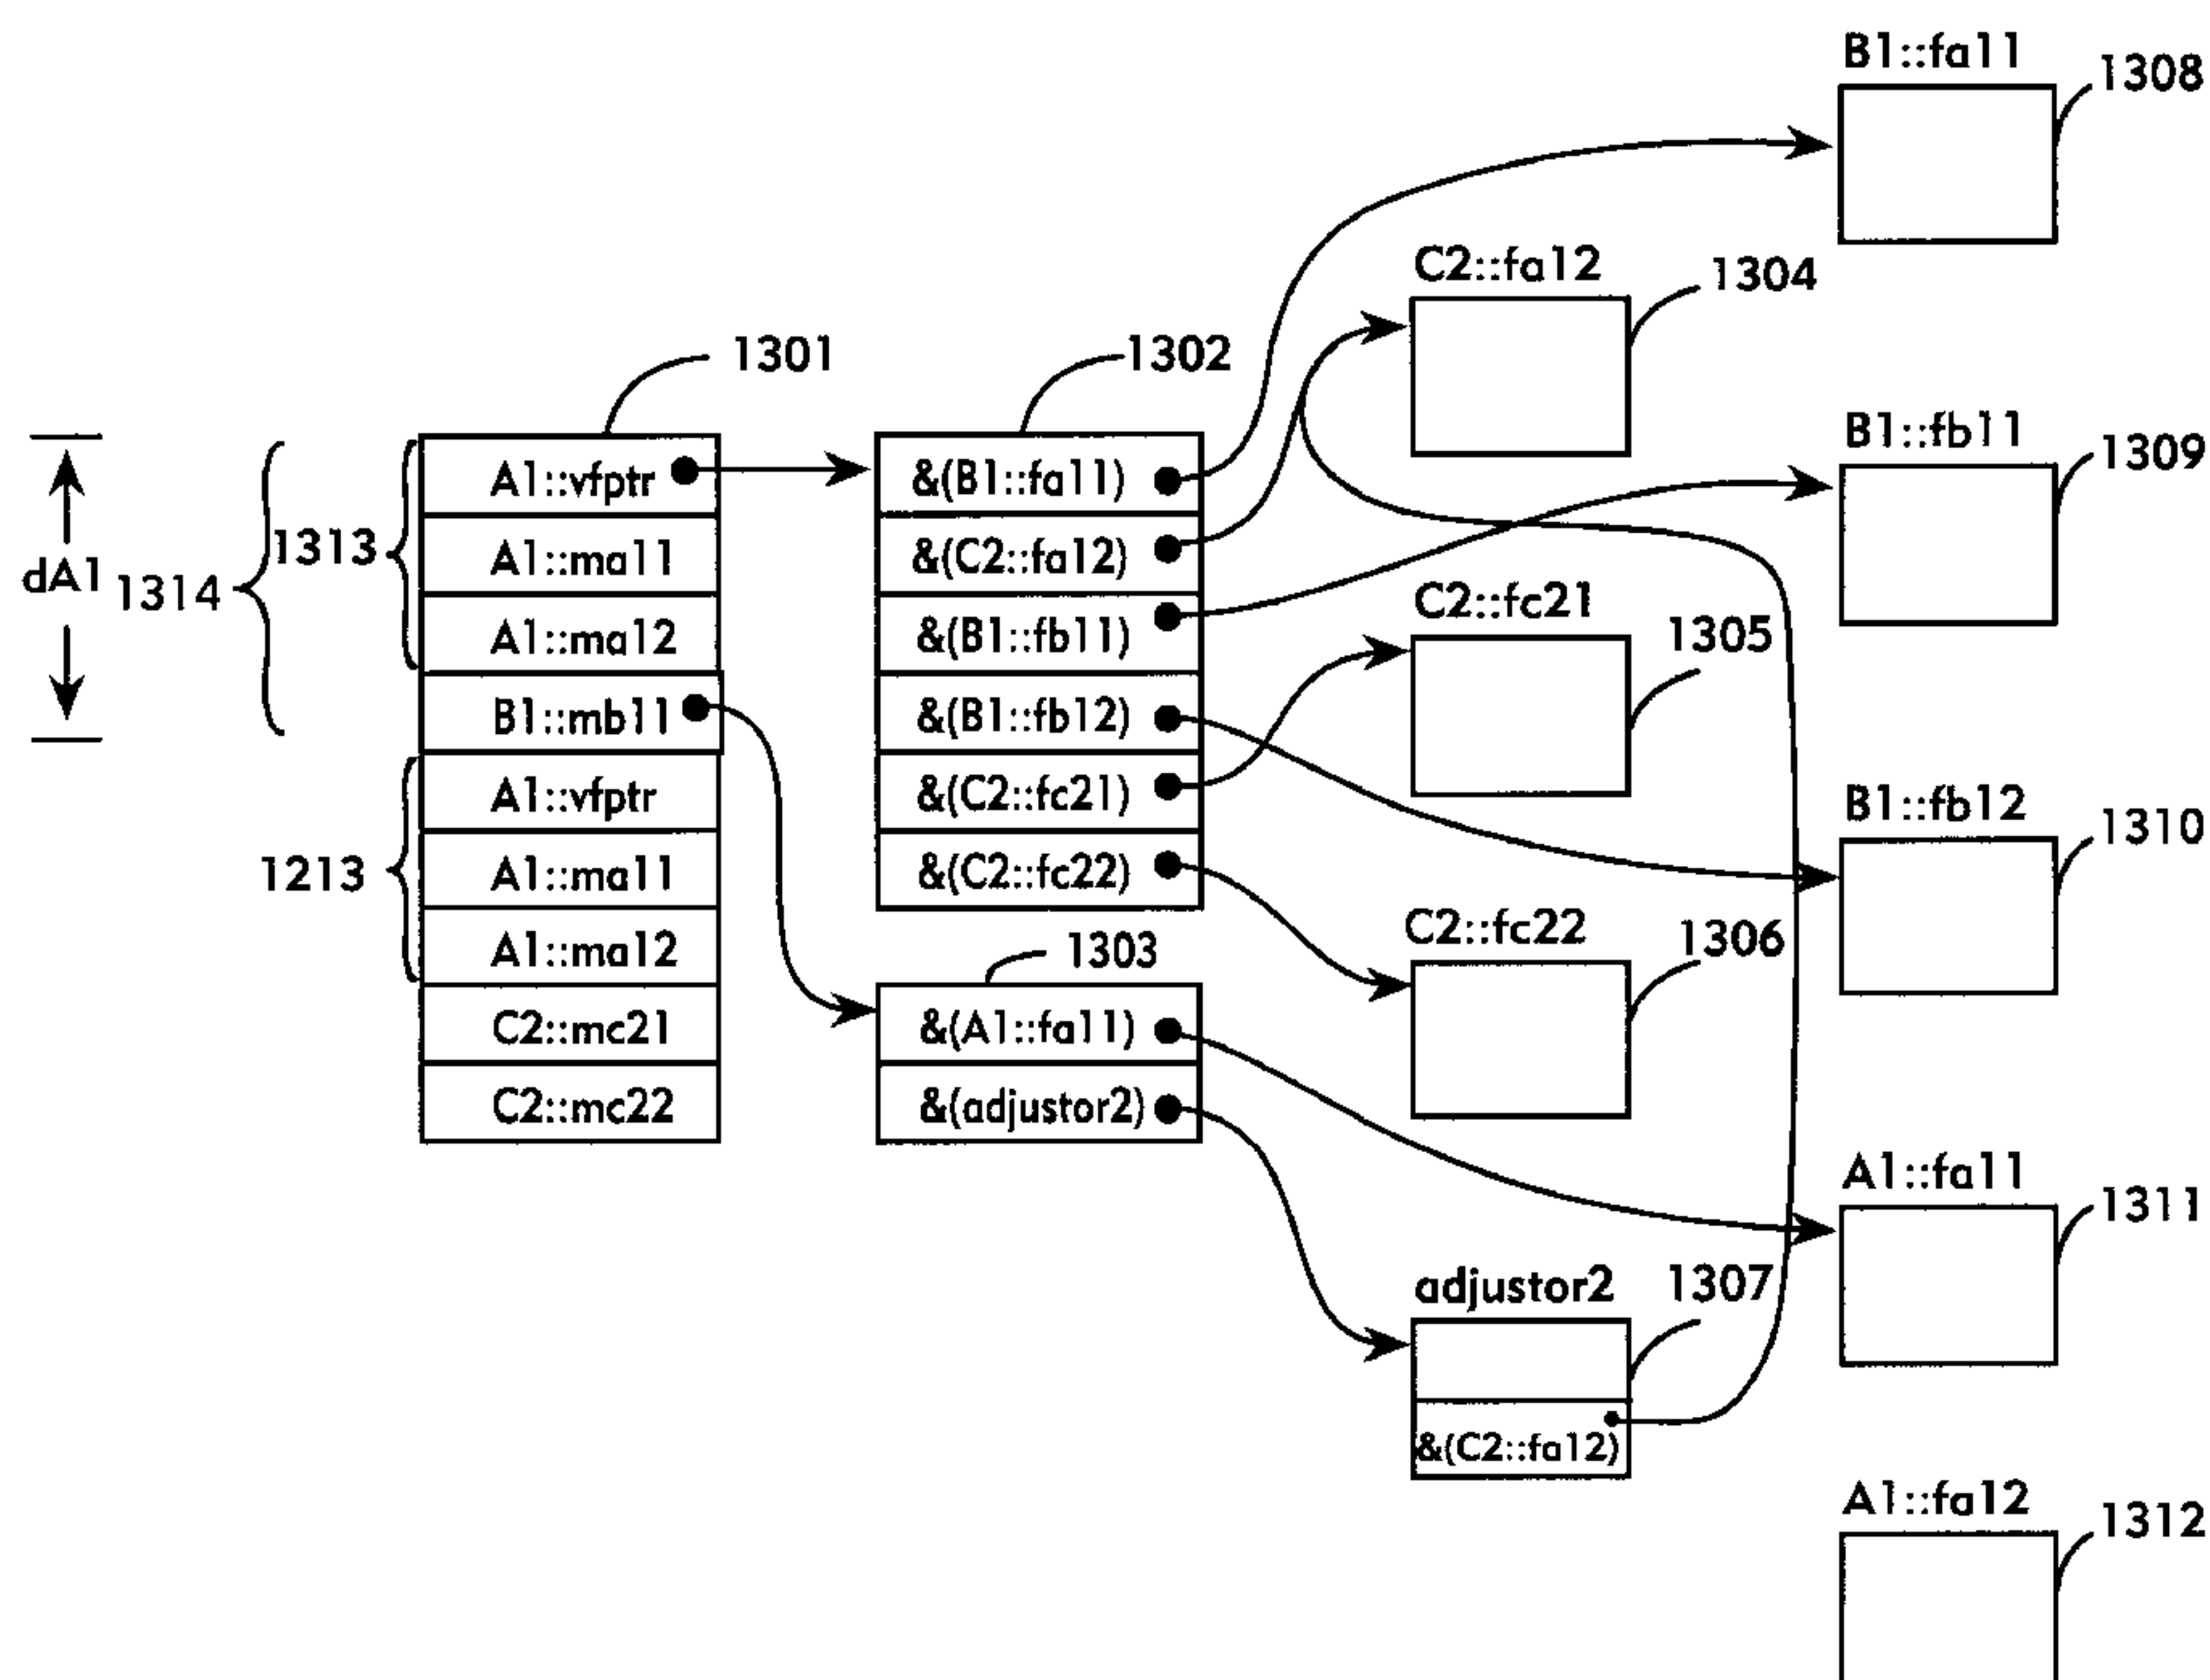 B1::fa11
1308
C2::fa12
1304
1301
1302
B1::fb11
1309
dA1
1314
1313
A1::vfptr
A1::ma11
A1::ma12
B1::mb11
1213
A1::vfptr
A1::ma11
A1::ma12
C2::mc21
C2::mc22
&(B1::fa11)
&(C2::fa12)
&(B1::fb11)
&(B1::fb12)
&(C2::fc21)
&(C2::fc22)
1303
&(A1::fa11)
&(adjustor2)
C2::fc21
1305
B1::fb12
1310
C2::fc22
1306
A1::fa11
1311
adjustor2
1307
&(C2::fa12)
A1::fa12
1312